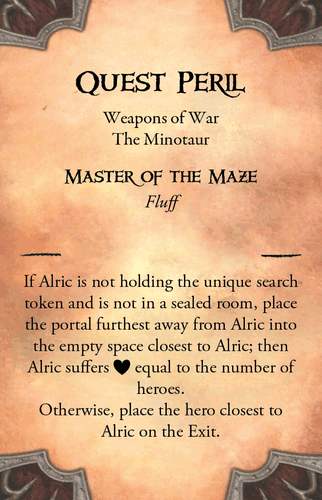 Quest Peril
Weapons of War
The Minotaur
Master of the Maze
Fluff
If Alric is not holding the unique search
token and is not in a sealed room, place
the portal furthest away from Alric into
the empty space closest to Alric; then
Alric suffers ♥ equal to the number of
heroes.
Otherwise, place the hero closest to
Alric on the Exit.